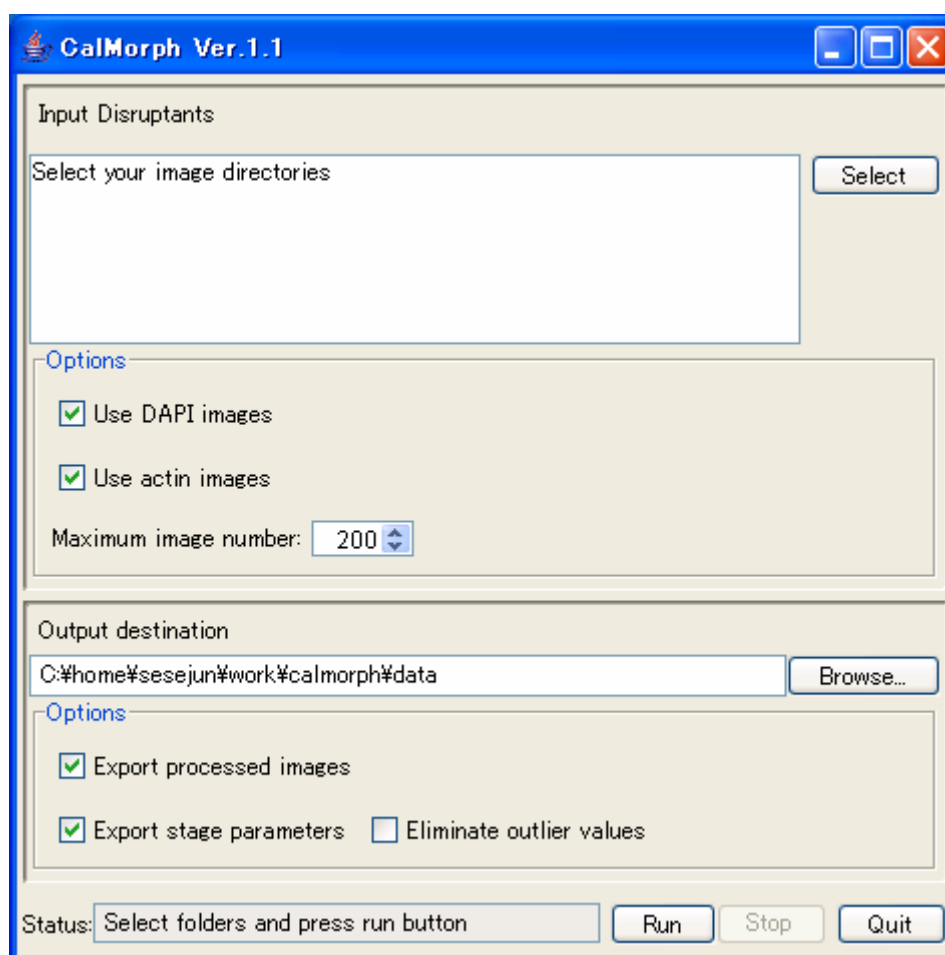 CalMorph Ver.1.1
Input Disruptants
Select your image directories
Select
Options
Use DAPI images
Use actin images
Maximum image number: 200
Output destination
C:¥home¥sesejun¥work¥calmorph¥data
Browse...
Options
Export processed images
Export stage parameters Eliminate outlier values
Status: Select folders and press run button Run Stop Quit